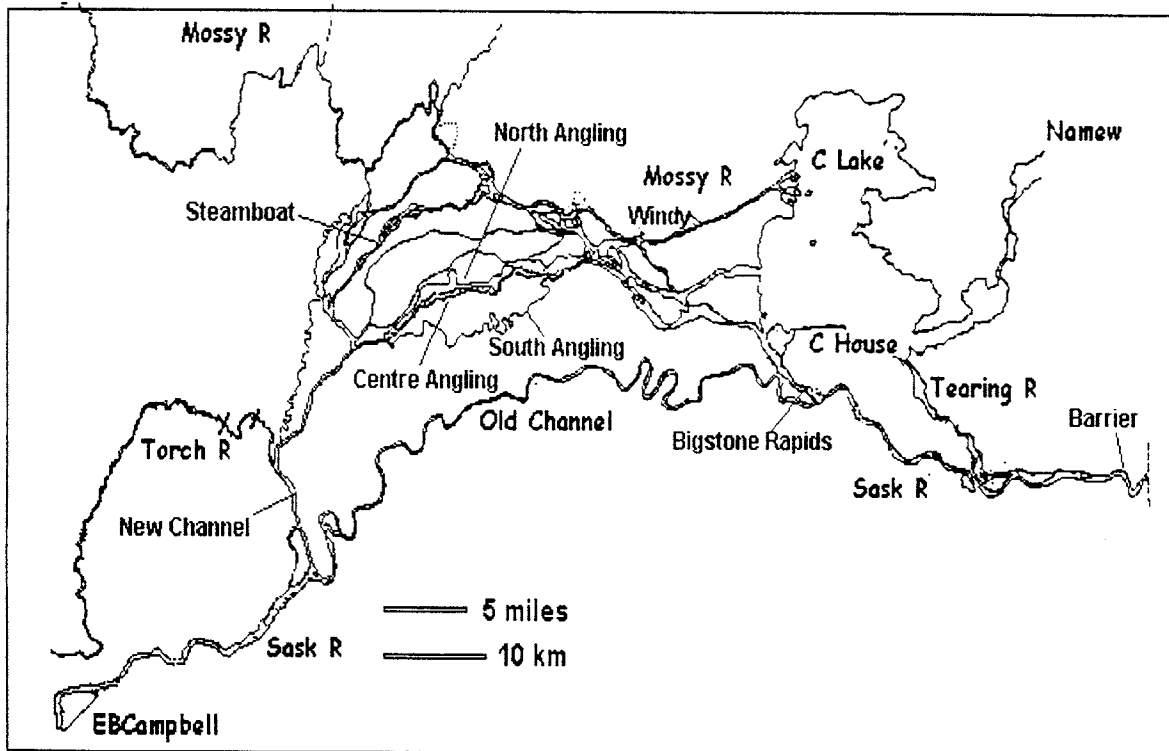 Mossy R
North Angling
Namew
C Lake
Mossy R
Steamboat
Windy
South Angling
C House
Centre Angling
Tearing R
Old Channel
Barrier
Torch R
Bigstone Rapids
Sask R
New Channel
5 miles
Sask R
10 km
EBCampbell